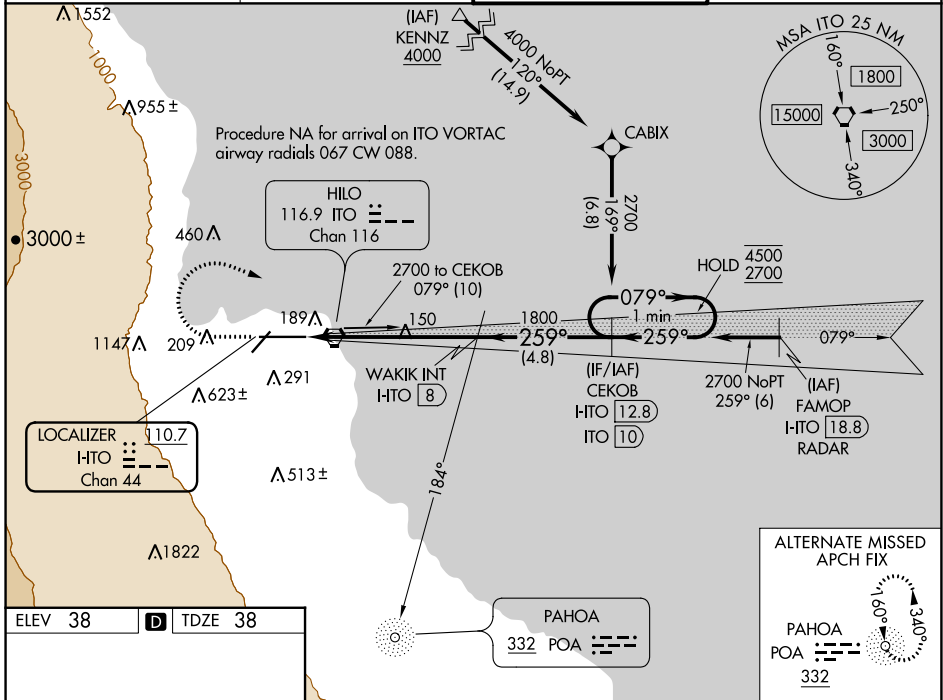 1552
1000
955 ±
3000
3000 ±
(IAF)
KENNZ
4000
4000 NoPT
120°
(14.9)
MSA ITO 25 NM
160°
1800
250°
15000
3000
340°
Procedure NA for arrival on ITO VORTAC
airway radials 067 CW 088.
CABIX
2700
169°
(6.8)
HILO
116.9 ITO
Chan 116
460
2700 to CEKOB
079° (10)
HOLD 4500
2700
079°
1 min
189
150
1800
259°
(4.8)
259°
079°
1147
209
WAKIK INT
I-ITO 8
(IF/IAF)
CEKOB
I-ITO 12.8
ITO 10
2700 NoPT
259° (6)
(IAF)
FAMOP
I-ITO 18.8
RADAR
291
623 ±
LOCALIZER 110.7
I-ITO
Chan 44
513 ±
184°
1822
ALTERNATE MISSED
APCH FIX
160°
340°
PAHOA
POA
332
PAHOA
332 POA
ELEV 38 D TDZE 38